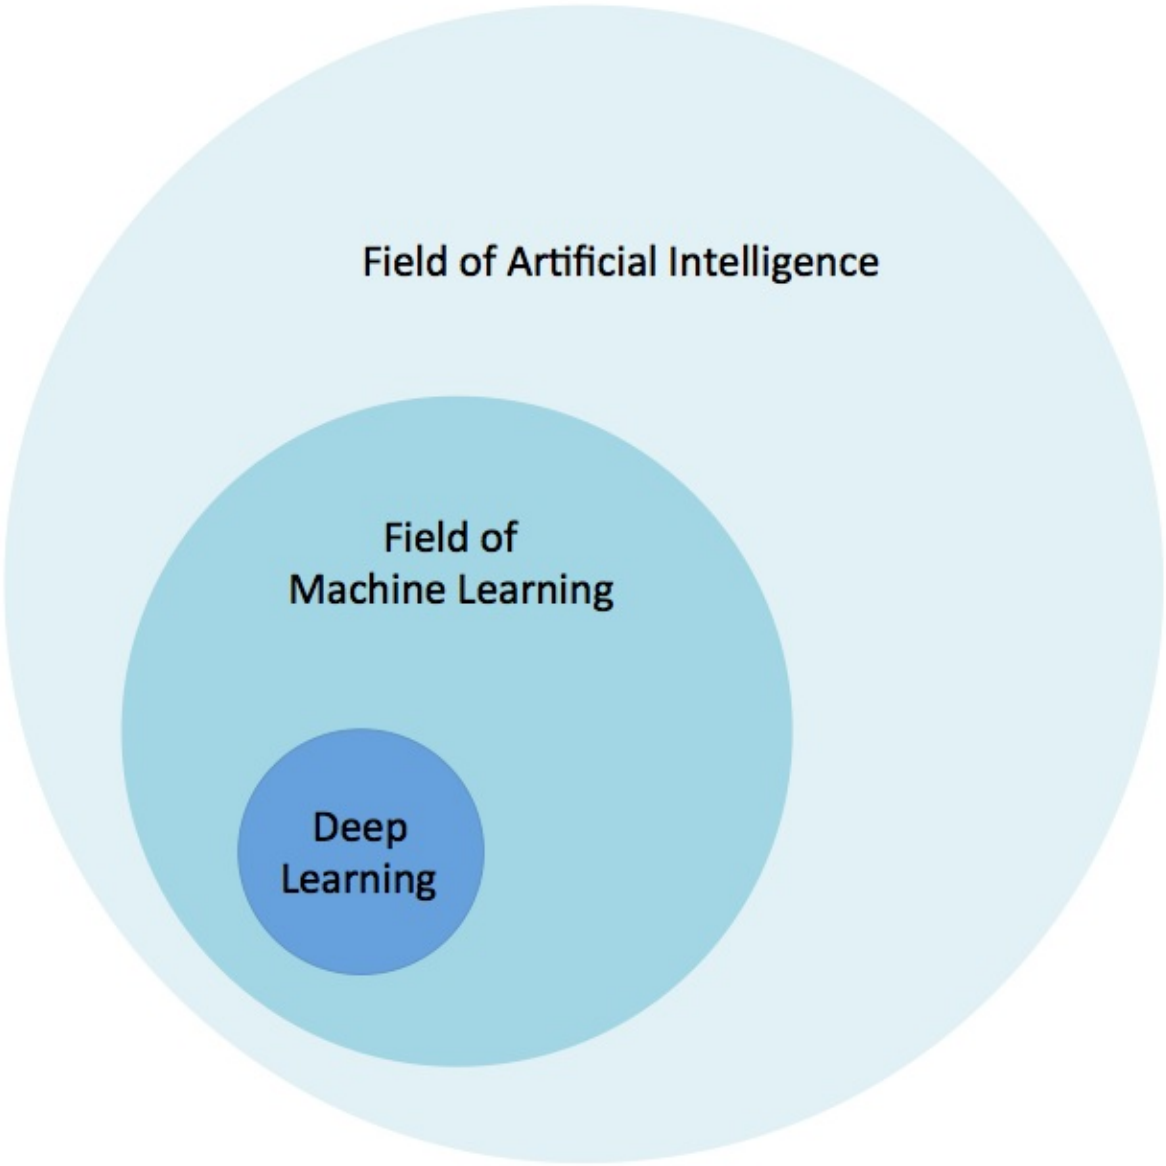 Field of Artificial Intelligence
Field of
Machine Learning
Deep
Learning